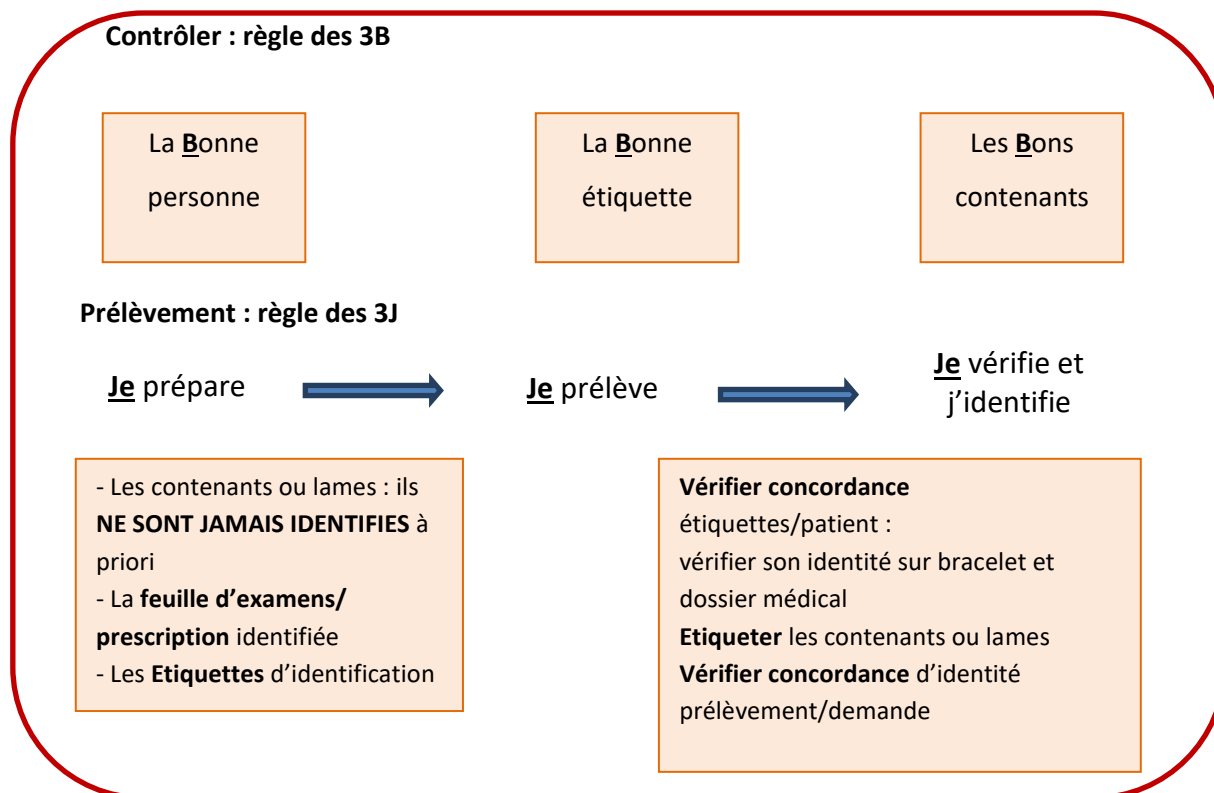 Contrôler : règle des 3B
La Bonne
personne
La Bonne
étiquette
Les Bons
contenants
Prélèvement : règle des 3J
Je prépare
Je prélève
Je vérifie et
j’identifie
- Les contenants ou lames : ils
NE SONT JAMAIS IDENTIFIES à
priori
- La feuille d’examens/
prescription identifiée
- Les Etiquettes d’identification
Vérifier concordance
étiquettes/patient :
vérifier son identité sur bracelet et
dossier médical
Etiqueter les contenants ou lames
Vérifier concordance d’identité
prélèvement/demande